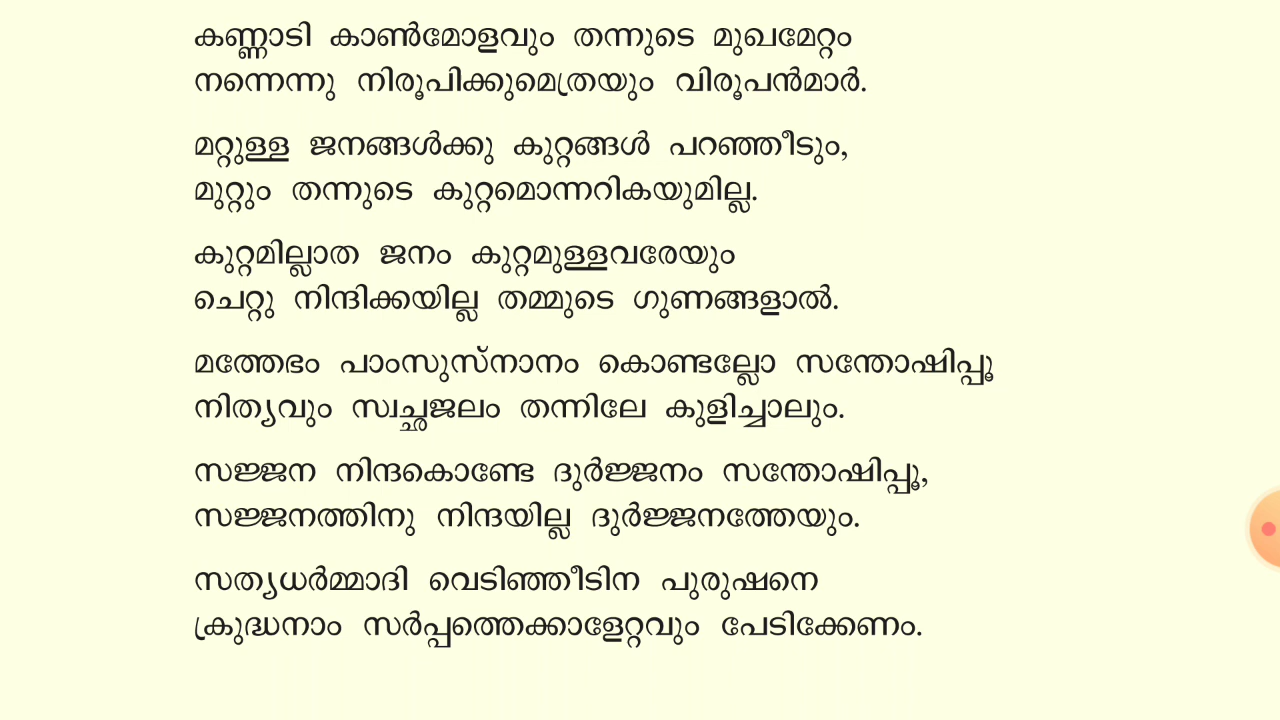 കണ്ണാടി കാൺമോളവും തന്നുടെ മുഖമേറ്റം
നന്നെന്നു നിരൂപിക്കുമെത്രയും വിരൂപൻമാർ.
മറ്റുള്ള ജനങ്ങൾക്കു കുറ്റങ്ങൾ പറഞ്ഞീടും,
മുറ്റും തന്നുടെ കുറ്റമൊന്നറികയുമില്ല.
കുറ്റമില്ലാത ജനം കുറ്റമുള്ളവരേയും
ചെറ്റു നിന്ദിക്കയില്ല തമ്മുടെ ഗുണങ്ങളാൽ.
മത്തേഭം പാംസുസ്നാനം കൊണ്ടല്ലോ സന്തോഷിപ്പൂ
നിത്യവും സ്വച്ഛജലം തന്നിലേ കുളിച്ചാലും.
സജ്ജന നിന്ദകൊണ്ടേ ദുർജ്ജനം സന്തോഷിപ്പൂ,
സജ്ജനത്തിനു നിന്ദയില്ല ദുർജ്ജനത്തേയും.
സത്യധർമ്മാദി വെടിഞ്ഞീടിന പുരുഷനെ
ക്രുദ്ധനാം സർപ്പത്തെക്കാളേറ്റവും പേടിക്കേണം.